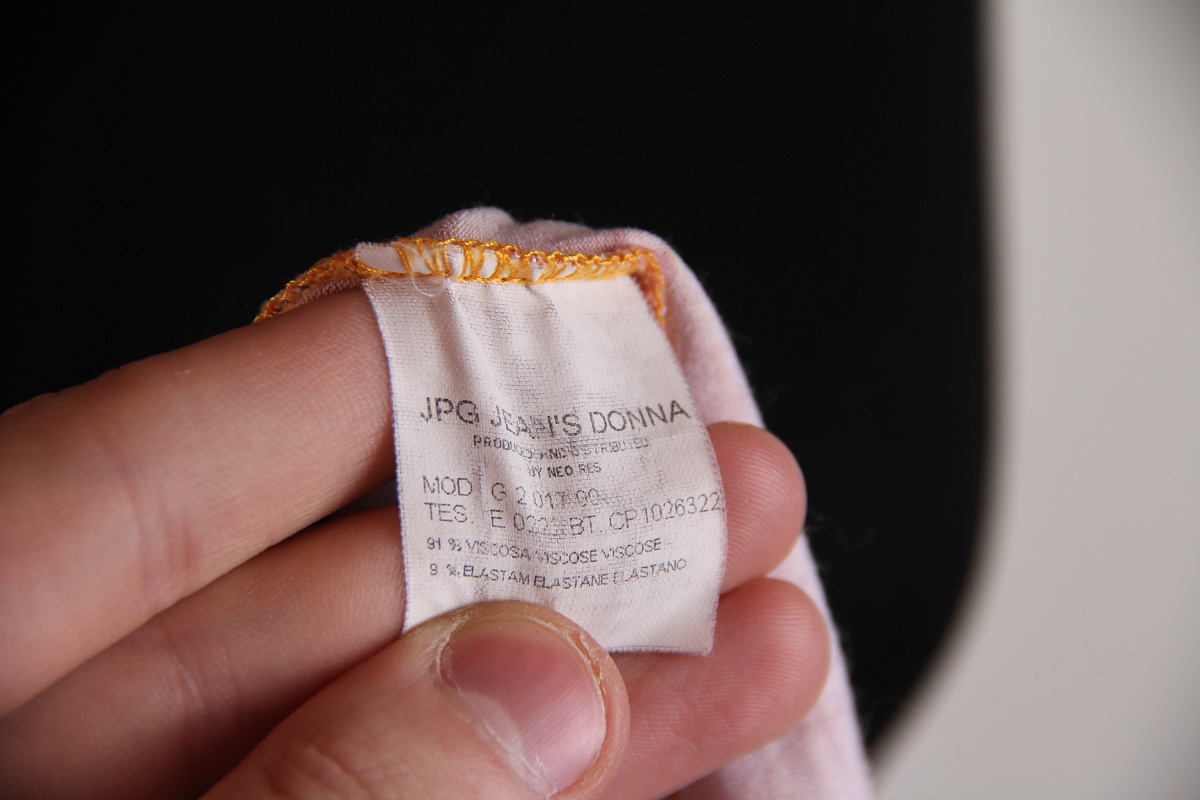 JPG JEAN'S DONNA
PRODUCED AND DISTRIBUTED
BY NEO RES
MOD G 2 017 00
TES. E 022 BT. CP1026322
91 % VISCOSA VISCOSE VISCOSE
9 % ELASTAM ELASTANE ELASTANO